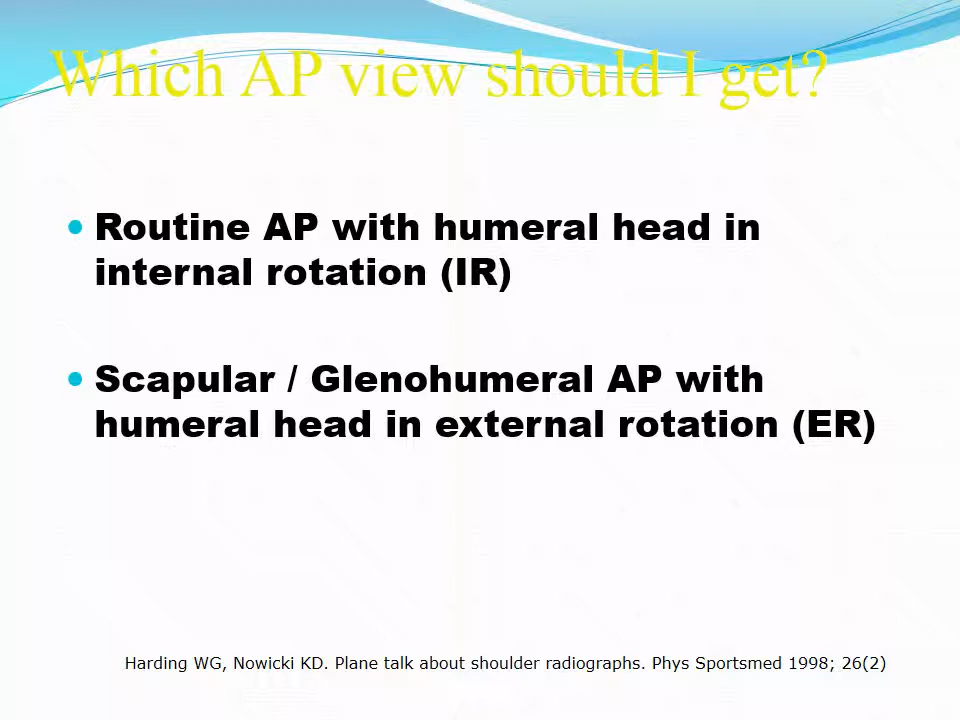 Which AP view should I get?
• Routine AP with humeral head in
internal rotation (IR)
• Scapular / Glenohumeral AP with
humeral head in external rotation (ER)
Harding WG, Nowicki KD. Plane talk about shoulder radiographs. Phys Sportsmed 1998; 26(2)